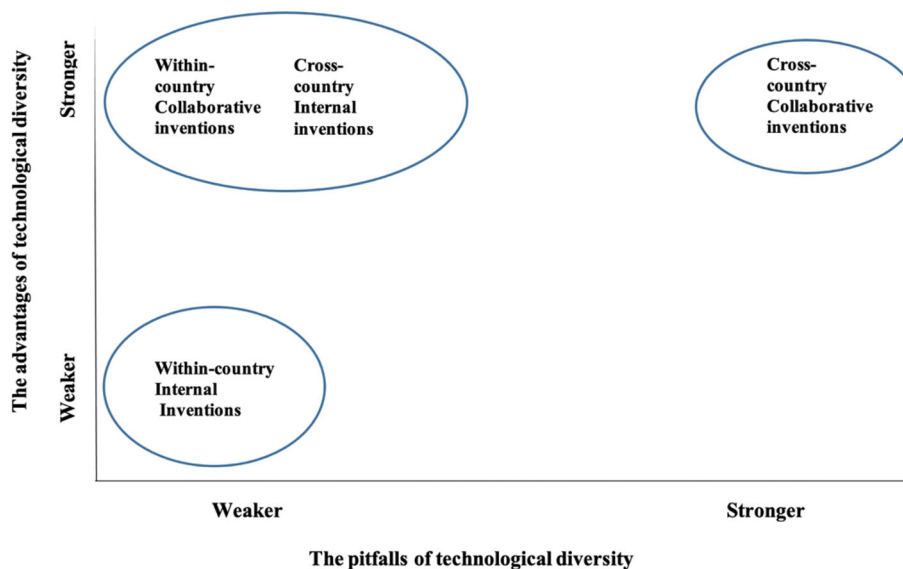 The advantages of technological diversity
Stronger
Weaker
Within-
country
Collaborative
inventions
Cross-
country
Internal
inventions
Cross-
country
Collaborative
inventions
Within-country
Internal
Inventions
Weaker
Stronger
The pitfalls of technological diversity